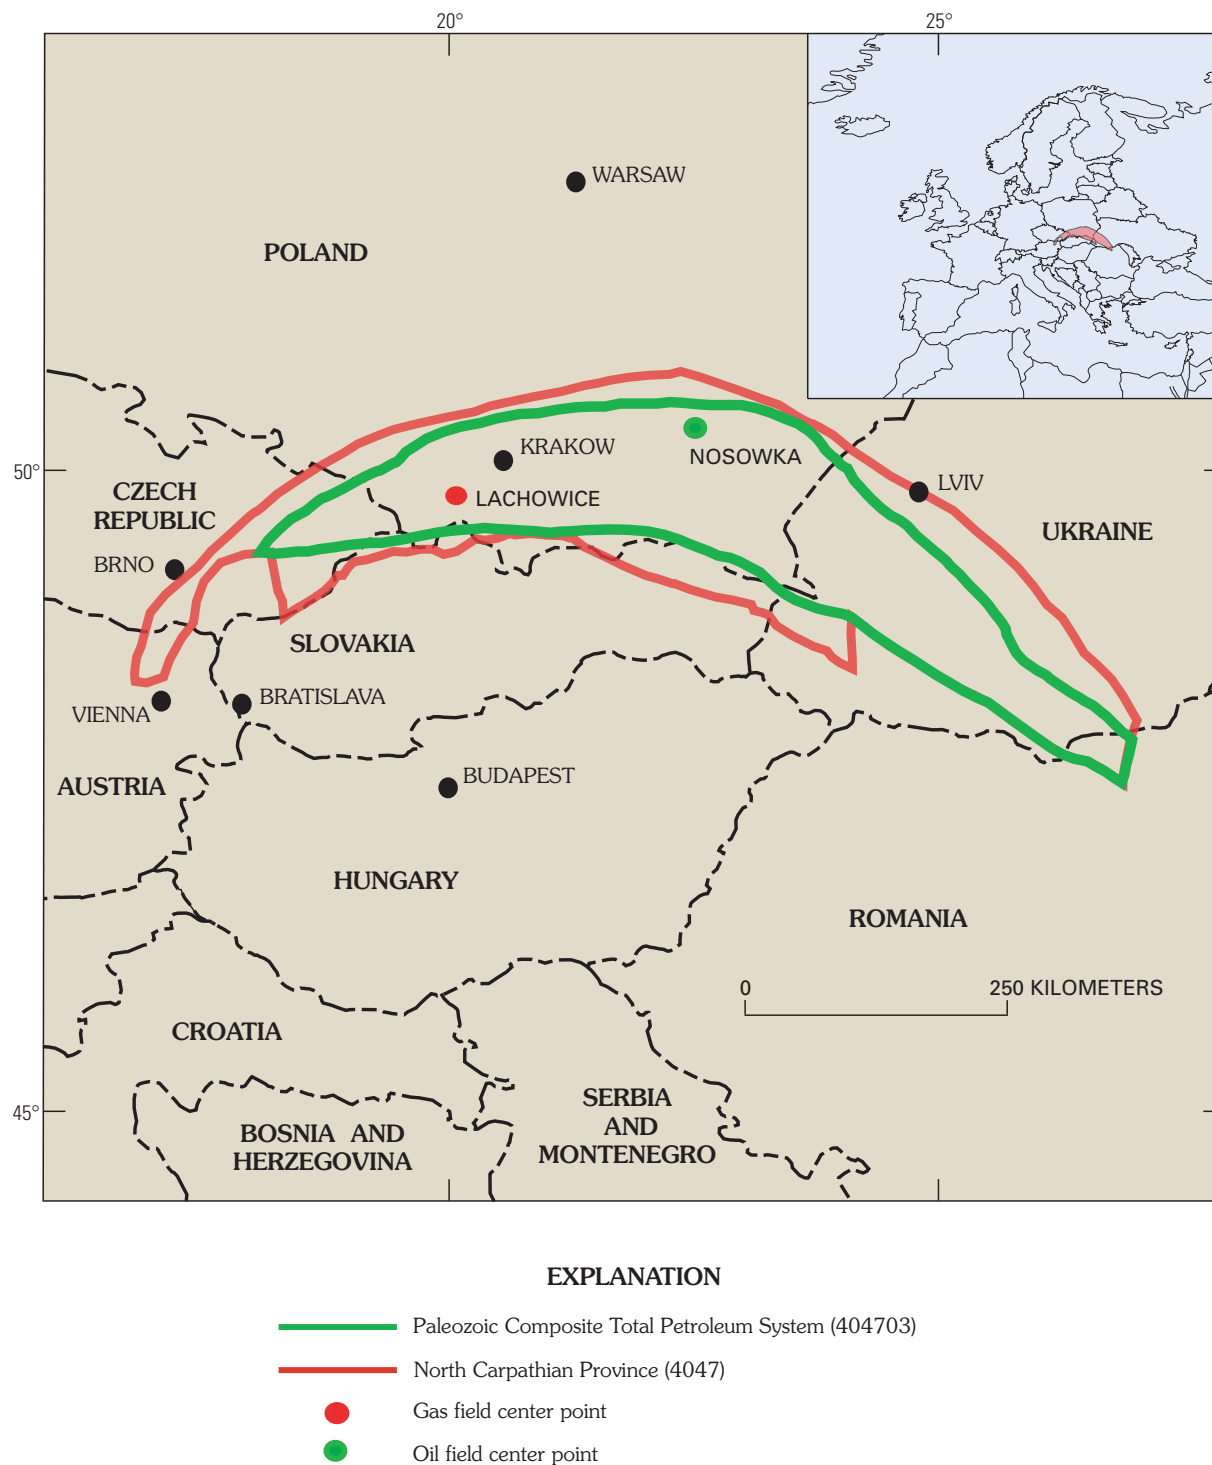 20°
25°
WARSAW
POLAND
KRAKOW
NOSOWKA
50°
LVIV
CZECH
REPUBLIC
LACHOWICE
UKRAINE
BRNO
SLOVAKIA
BRATISLAVA
VIENNA
BUDAPEST
AUSTRIA
HUNGARY
ROMANIA
0
250 KILOMETERS
CROATIA
SERBIA
AND
MONTENEGRO
45°
BOSNIA AND
HERZEGOVINA
EXPLANATION
Paleozoic Composite Total Petroleum System (404703)
North Carpathian Province (4047)
Gas field center point
Oil field center point